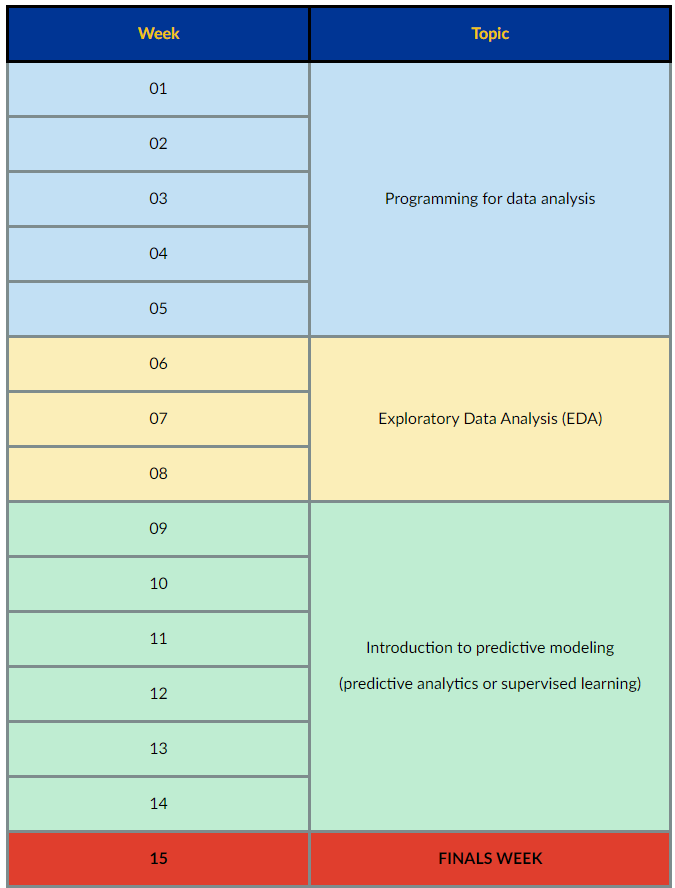 Week Topic
01
02
03
Programming for data analysis
04
05
06
07
Exploratory Data Analysis (EDA)
08
09
10
11
Introduction to predictive modeling
(predictive analytics or supervised learning)
12
13
14
15 FINALS WEEK